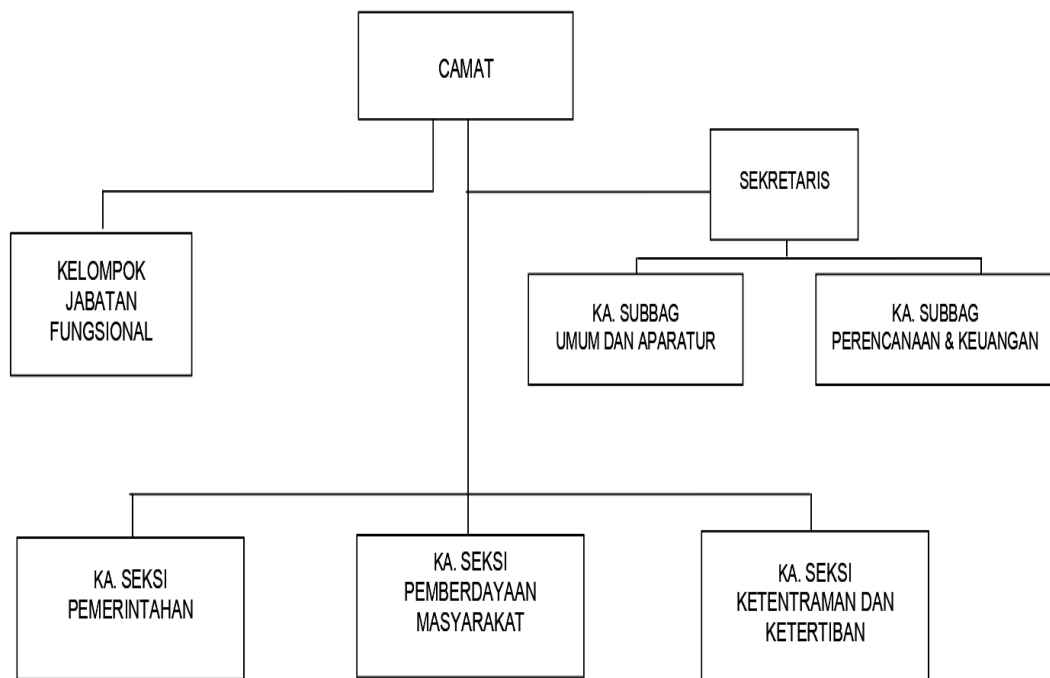 CAMAT
SEKRETARIS
KELOMPOK
JABATAN
FUNGSIONAL
KA. SUBBAG
UMUM DAN APARATUR
KA. SUBBAG
PERENCANAAN & KEUANGAN
KA. SEKSI
PEMERINTAHAN
KA. SEKSI
PEMBERDAYAAN
MASYARAKAT
KA. SEKSI
KETENTRAMAN DAN
KETERTIBAN